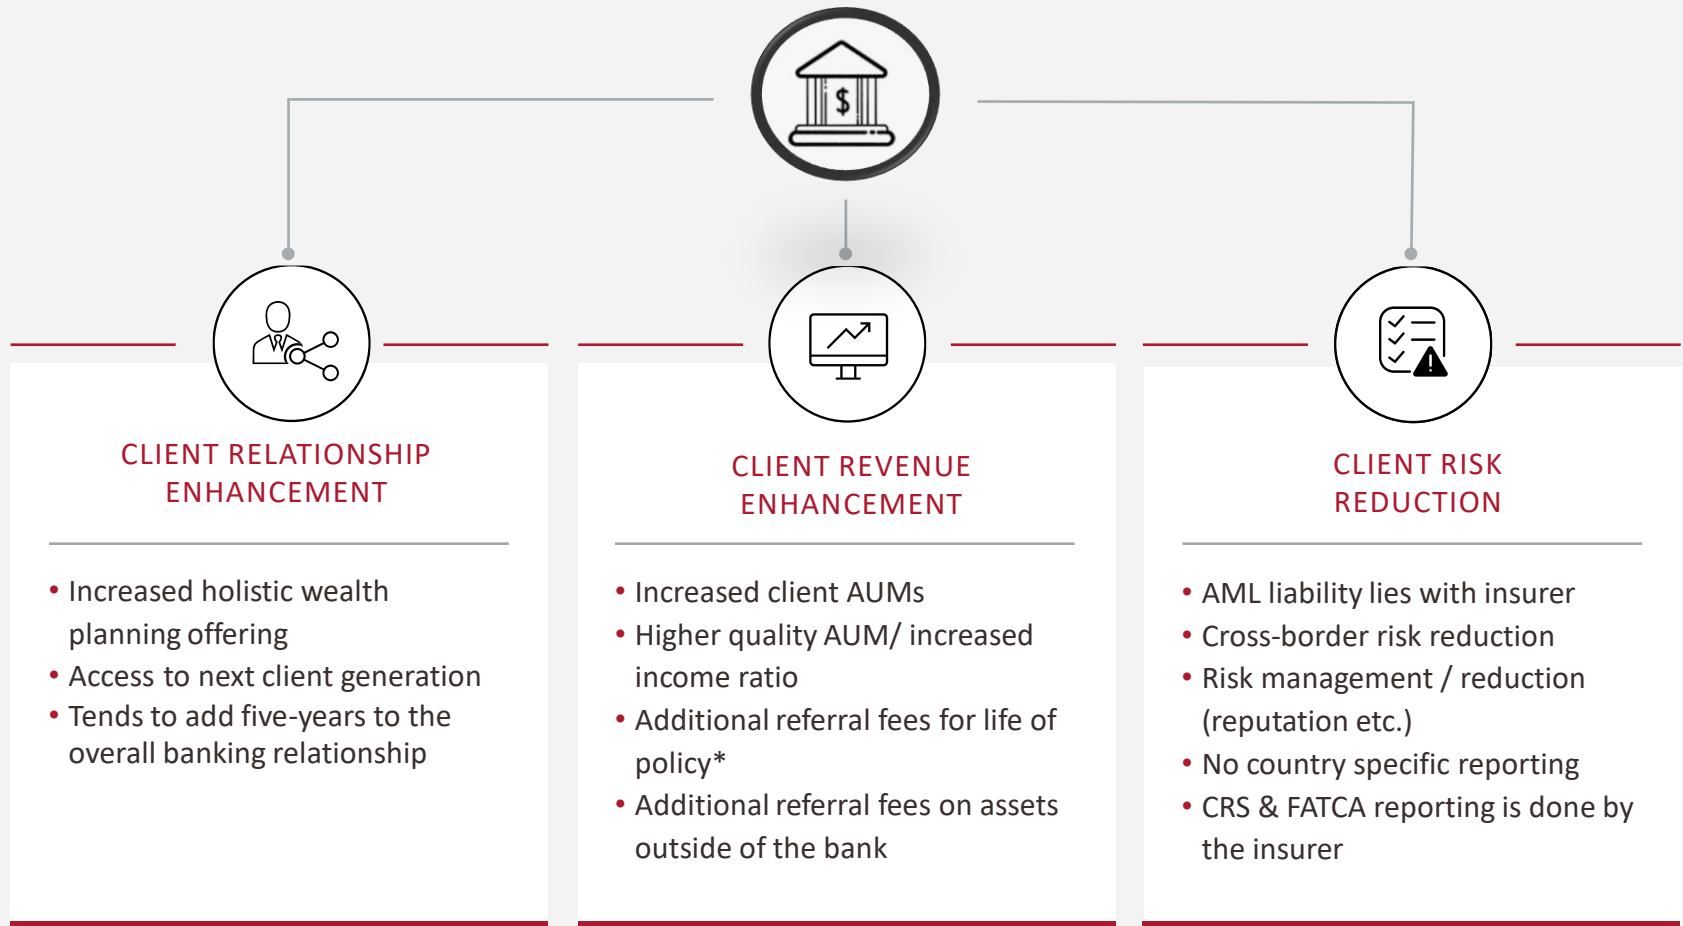 $
CLIENT RELATIONSHIP
ENHANCEMENT
• Increased holistic wealth
planning offering
• Access to next client generation
• Tends to add five-years to the
overall banking relationship
CLIENT REVENUE
ENHANCEMENT
• Increased client AUMs
• Higher quality AUM/ increased
income ratio
• Additional referral fees for life of
policy*
• Additional referral fees on assets
outside of the bank
CLIENT RISK
REDUCTION
• AML liability lies with insurer
• Cross-border risk reduction
• Risk management / reduction
(reputation etc.)
• No country specific reporting
• CRS & FATCA reporting is done by
the insurer